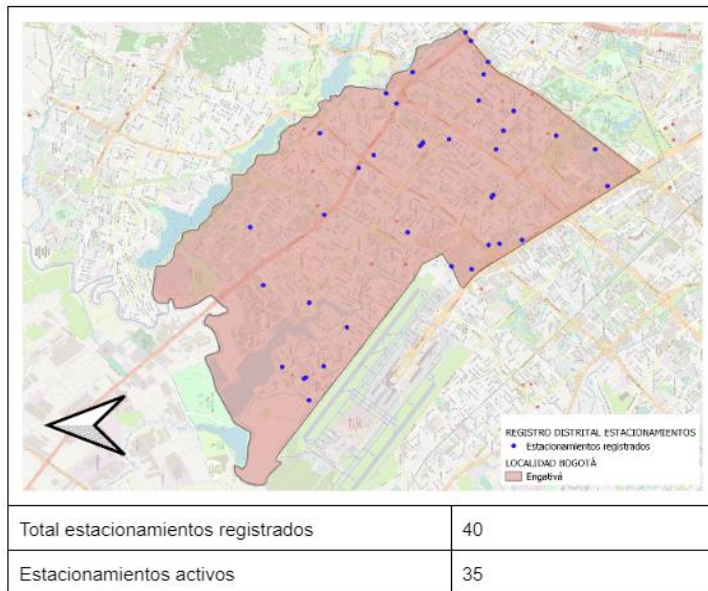 REGISTRO DISTRITAL ESTACIONAMIENTOS
Estacionamientos registrados
LOCALIDAD BOGOTÁ
Engativá
Total estacionamientos registrados 40
Estacionamientos activos 35